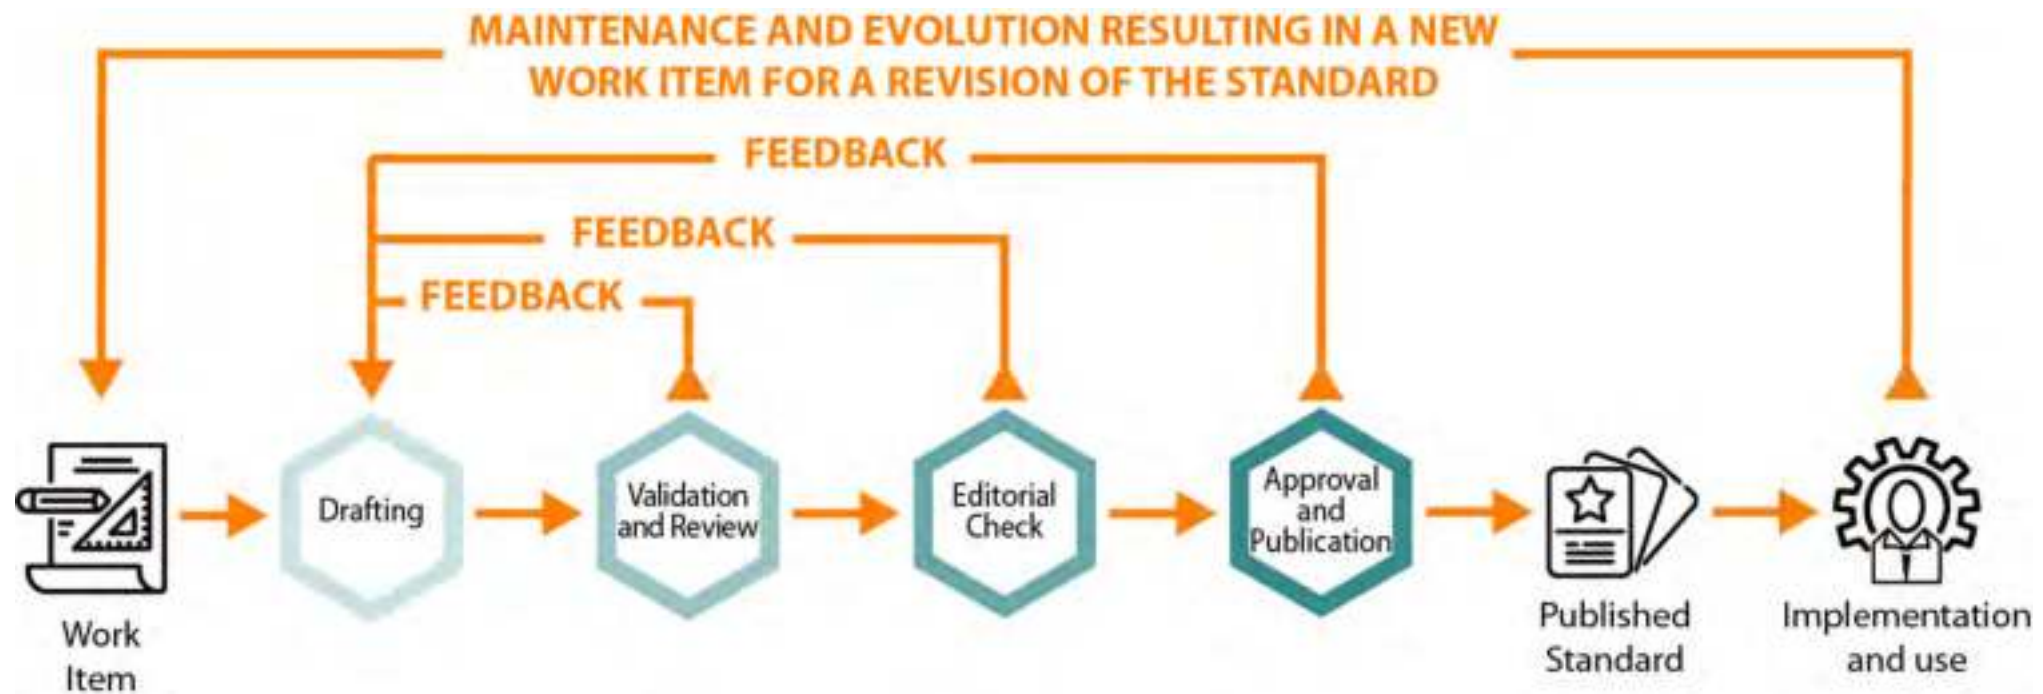 MAINTENANCE AND EVOLUTION RESULTING IN A NEW
WORK ITEM FOR A REVISION OF THE STANDARD
FEEDBACK
FEEDBACK
FEEDBACK
Work
Item
Drafting
Validation
and Review
Editorial
Check
Approval
and
Publication
Published
Standard
Implementation
and use